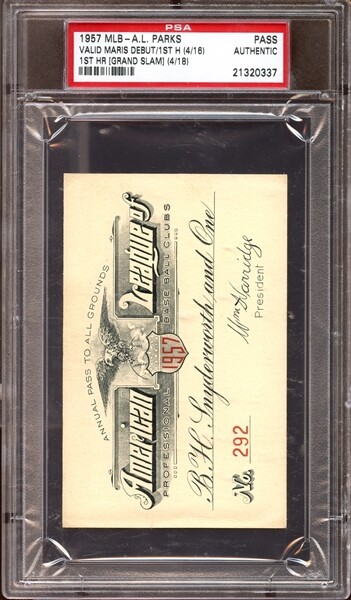 PSA
1957 MLB - A.L. PARKS PASS
VALID MARIS DEBUT/1ST H (4/16) AUTHENTIC
1ST HR [GRAND SLAM] (4/18) 21320337
ANNUAL PASS TO ALL GROUNDS
American League of
PROFESSIONAL 1957 BASE BALL CLUBS
B. H. Snyderworth, and One
No. 292
Wm Harridge
President